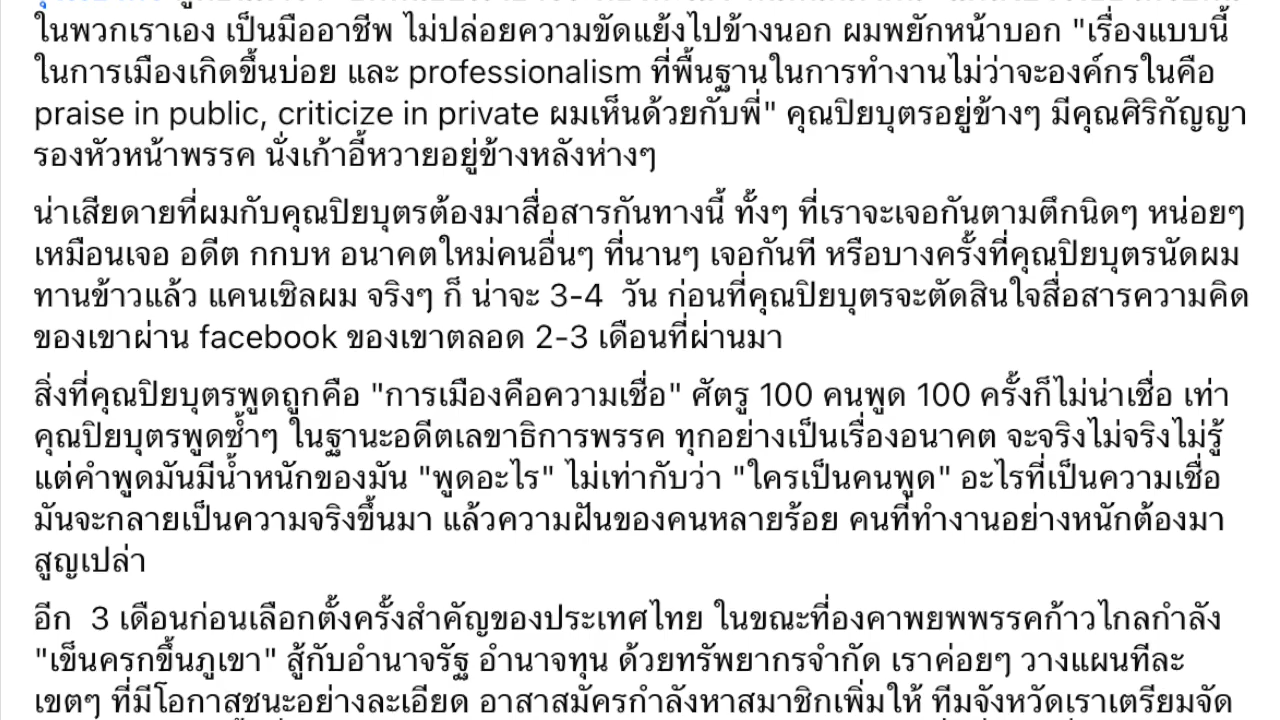 ในพวกเราเอง เป็นมืออาชีพ ไม่ปล่อยความขัดแย้งไปข้างนอก ผมพยักหน้าบอก "เรื่องแบบนี้
ในการเมืองเกิดขึ้นบ่อย และ professionalism ที่พื้นฐานในการทำงานไม่ว่าจะองค์กรในคือ
praise in public, criticize in private ผมเห็นด้วยกับพี่" คุณปิยบุตรอยู่ข้างๆ มีคุณศิริกัญญา
รองหัวหน้าพรรค นั่งเก้าอี้หวายอยู่ข้างหลังห่างๆ
น่าเสียดายที่ผมกับคุณปิยบุตรต้องมาสื่อสารกันทางนี้ ทั้งๆ ที่เราจะเจอกันตามตึกนิดๆ หน่อยๆ
เหมือนเจอ อดีต กกบห อนาคตใหม่คนอื่นๆ ที่นานๆ เจอกันที หรือบางครั้งที่คุณปิยบุตรนัดผม
ทานข้าวแล้ว แคนเซิลผม จริงๆ ก็ น่าจะ 3-4 วัน ก่อนที่คุณปิยบุตรจะตัดสินใจสื่อสารความคิด
ของเขาผ่าน facebook ของเขาตลอด 2-3 เดือนที่ผ่านมา
สิ่งที่คุณปิยบุตรพูดถูกคือ "การเมืองคือความเชื่อ" ศัตรู 100 คนพูด 100 ครั้งก็ไม่น่าเชื่อ เท่า
คุณปิยบุตรพูดซ้ำๆ ในฐานะอดีตเลขาธิการพรรค ทุกอย่างเป็นเรื่องอนาคต จะจริงไม่จริงไม่รู้
แต่คำพูดมันมีน้ำหนักของมัน "พูดอะไร" ไม่เท่ากับว่า "ใครเป็นคนพูด" อะไรที่เป็นความเชื่อ
มันจะกลายเป็นความจริงขึ้นมา แล้วความฝันของคนหลายร้อย คนที่ทำงานอย่างหนักต้องมา
สูญเปล่า
อีก 3 เดือนก่อนเลือกตั้งครั้งสำคัญของประเทศไทย ในขณะที่องคาพยพพรรคก้าวไกลกำลัง
"เข็นครกขึ้นภูเขา" สู้กับอำนาจรัฐ อำนาจทุน ด้วยทรัพยากรจำกัด เราค่อยๆ วางแผนทีละ
เขตๆ ที่มีโอกาสชนะอย่างละเอียด อาสาสมัครกำลังหาสมาชิกเพิ่มให้ ทีมจังหวัดเราเตรียมจัด